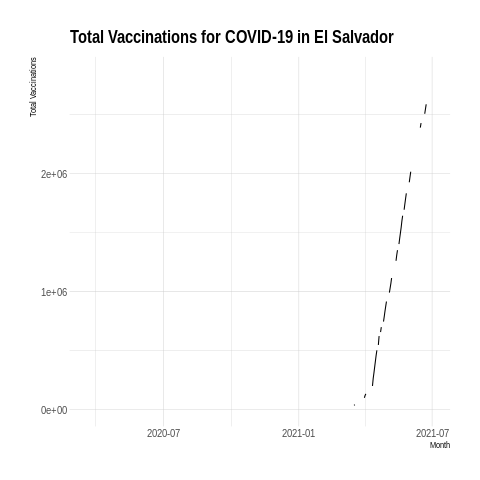 Total Vaccinations for COVID-19 in El Salvador
Total Vaccinations
2e+06
1e+06
0e+00
2020-07
2021-01
2021-07
Month